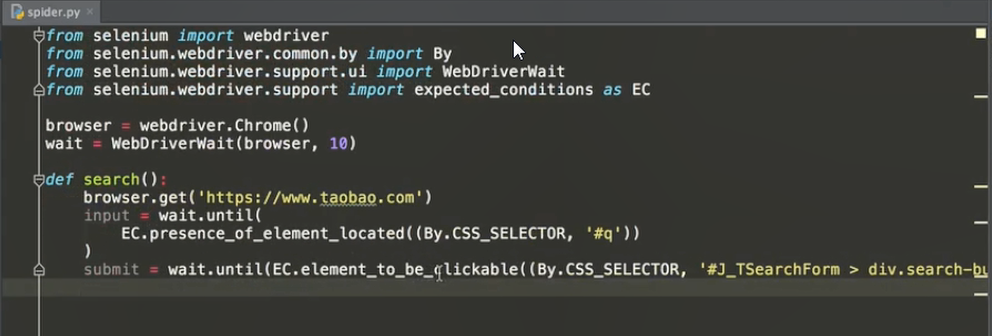 spider.py
from selenium import webdriver
from selenium.webdriver.common.by import By
from selenium.webdriver.support.ui import WebDriverWait
from selenium.webdriver.support import expected_conditions as EC
browser = webdriver.Chrome()
wait = WebDriverWait(browser, 10)
def search():
browser.get('https://www.taobao.com')
input = wait.until(
EC.presence_of_element_located((By.CSS_SELECTOR, '#q'))
)
submit = wait.until(EC.element_to_be_clickable((By.CSS_SELECTOR, '#J_TSearchForm > div.search-bu